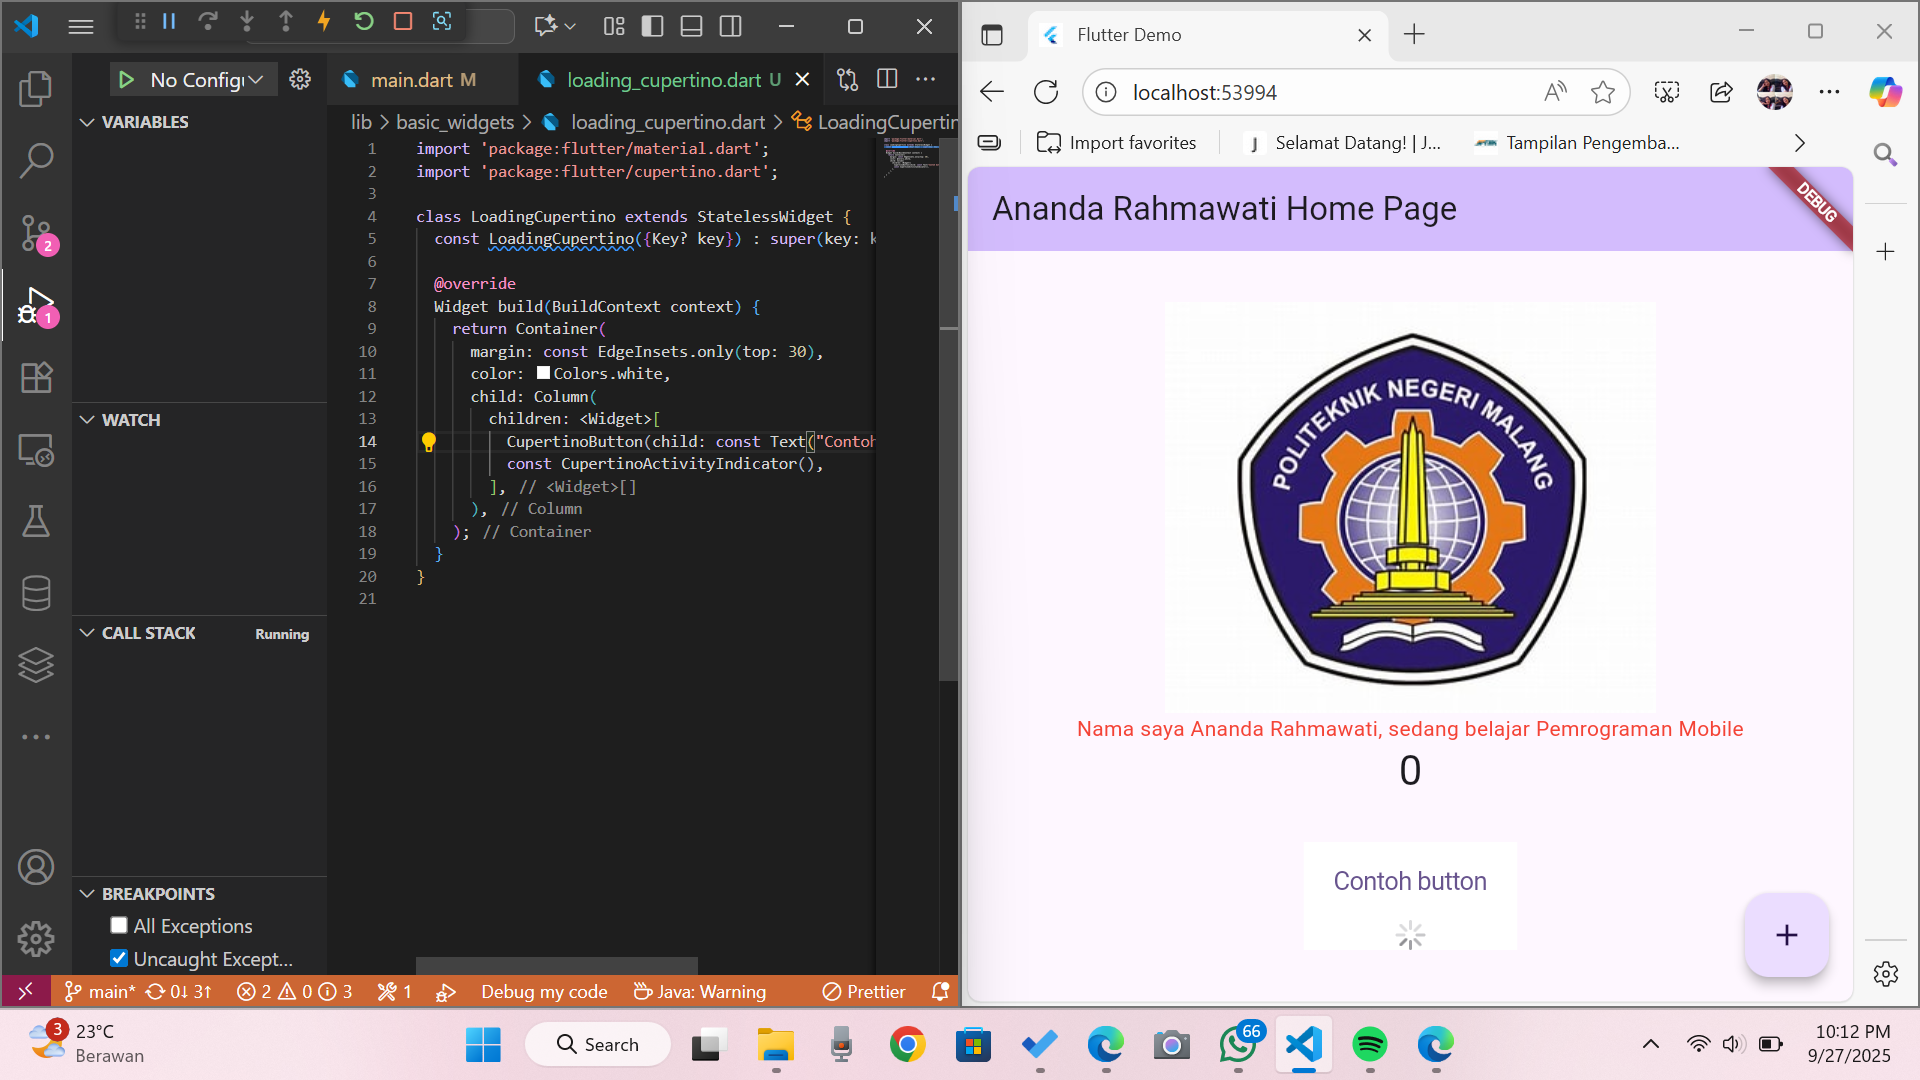 No Config
main.dart M
loading_cupertino.dart U
lib > basic_widgets > loading_cupertino.dart > LoadingCupertin
VARIABLES
WATCH
CALL STACK
Running
BREAKPOINTS
All Exceptions
Uncaught Except...
1 import 'package:flutter/material.dart';
2 import 'package:flutter/cupertino.dart';
3
4 class LoadingCupertino extends StatelessWidget {
5 const LoadingCupertino({Key? key}) : super(key: k
6
7 @override
8 Widget build(BuildContext context) {
9 return Container(
10 margin: const EdgeInsets.only(top: 30),
11 color: Colors.white,
12 child: Column(
13 children: <Widget>[
14 CupertinoButton(child: const Text("Contoh
15 const CupertinoActivityIndicator(),
16 ], // <Widget>[]
17 ), // Column
18 ); // Container
19 }
20 }
21
2
1
main* 0↓ 3↑ 2 0 3 1 Debug my code Java: Warning Prettier
Flutter Demo
localhost:53994
Import favorites
J Selamat Datang! | J...
Tampilan Pengemba...
Ananda Rahmawati Home Page
DEBUG
POLITEKNIK NEGERI MALANG
Nama saya Ananda Rahmawati, sedang belajar Pemrograman Mobile
0
Contoh button
+
3
23°C
Berawan
Search
66
10:12 PM
9/27/2025